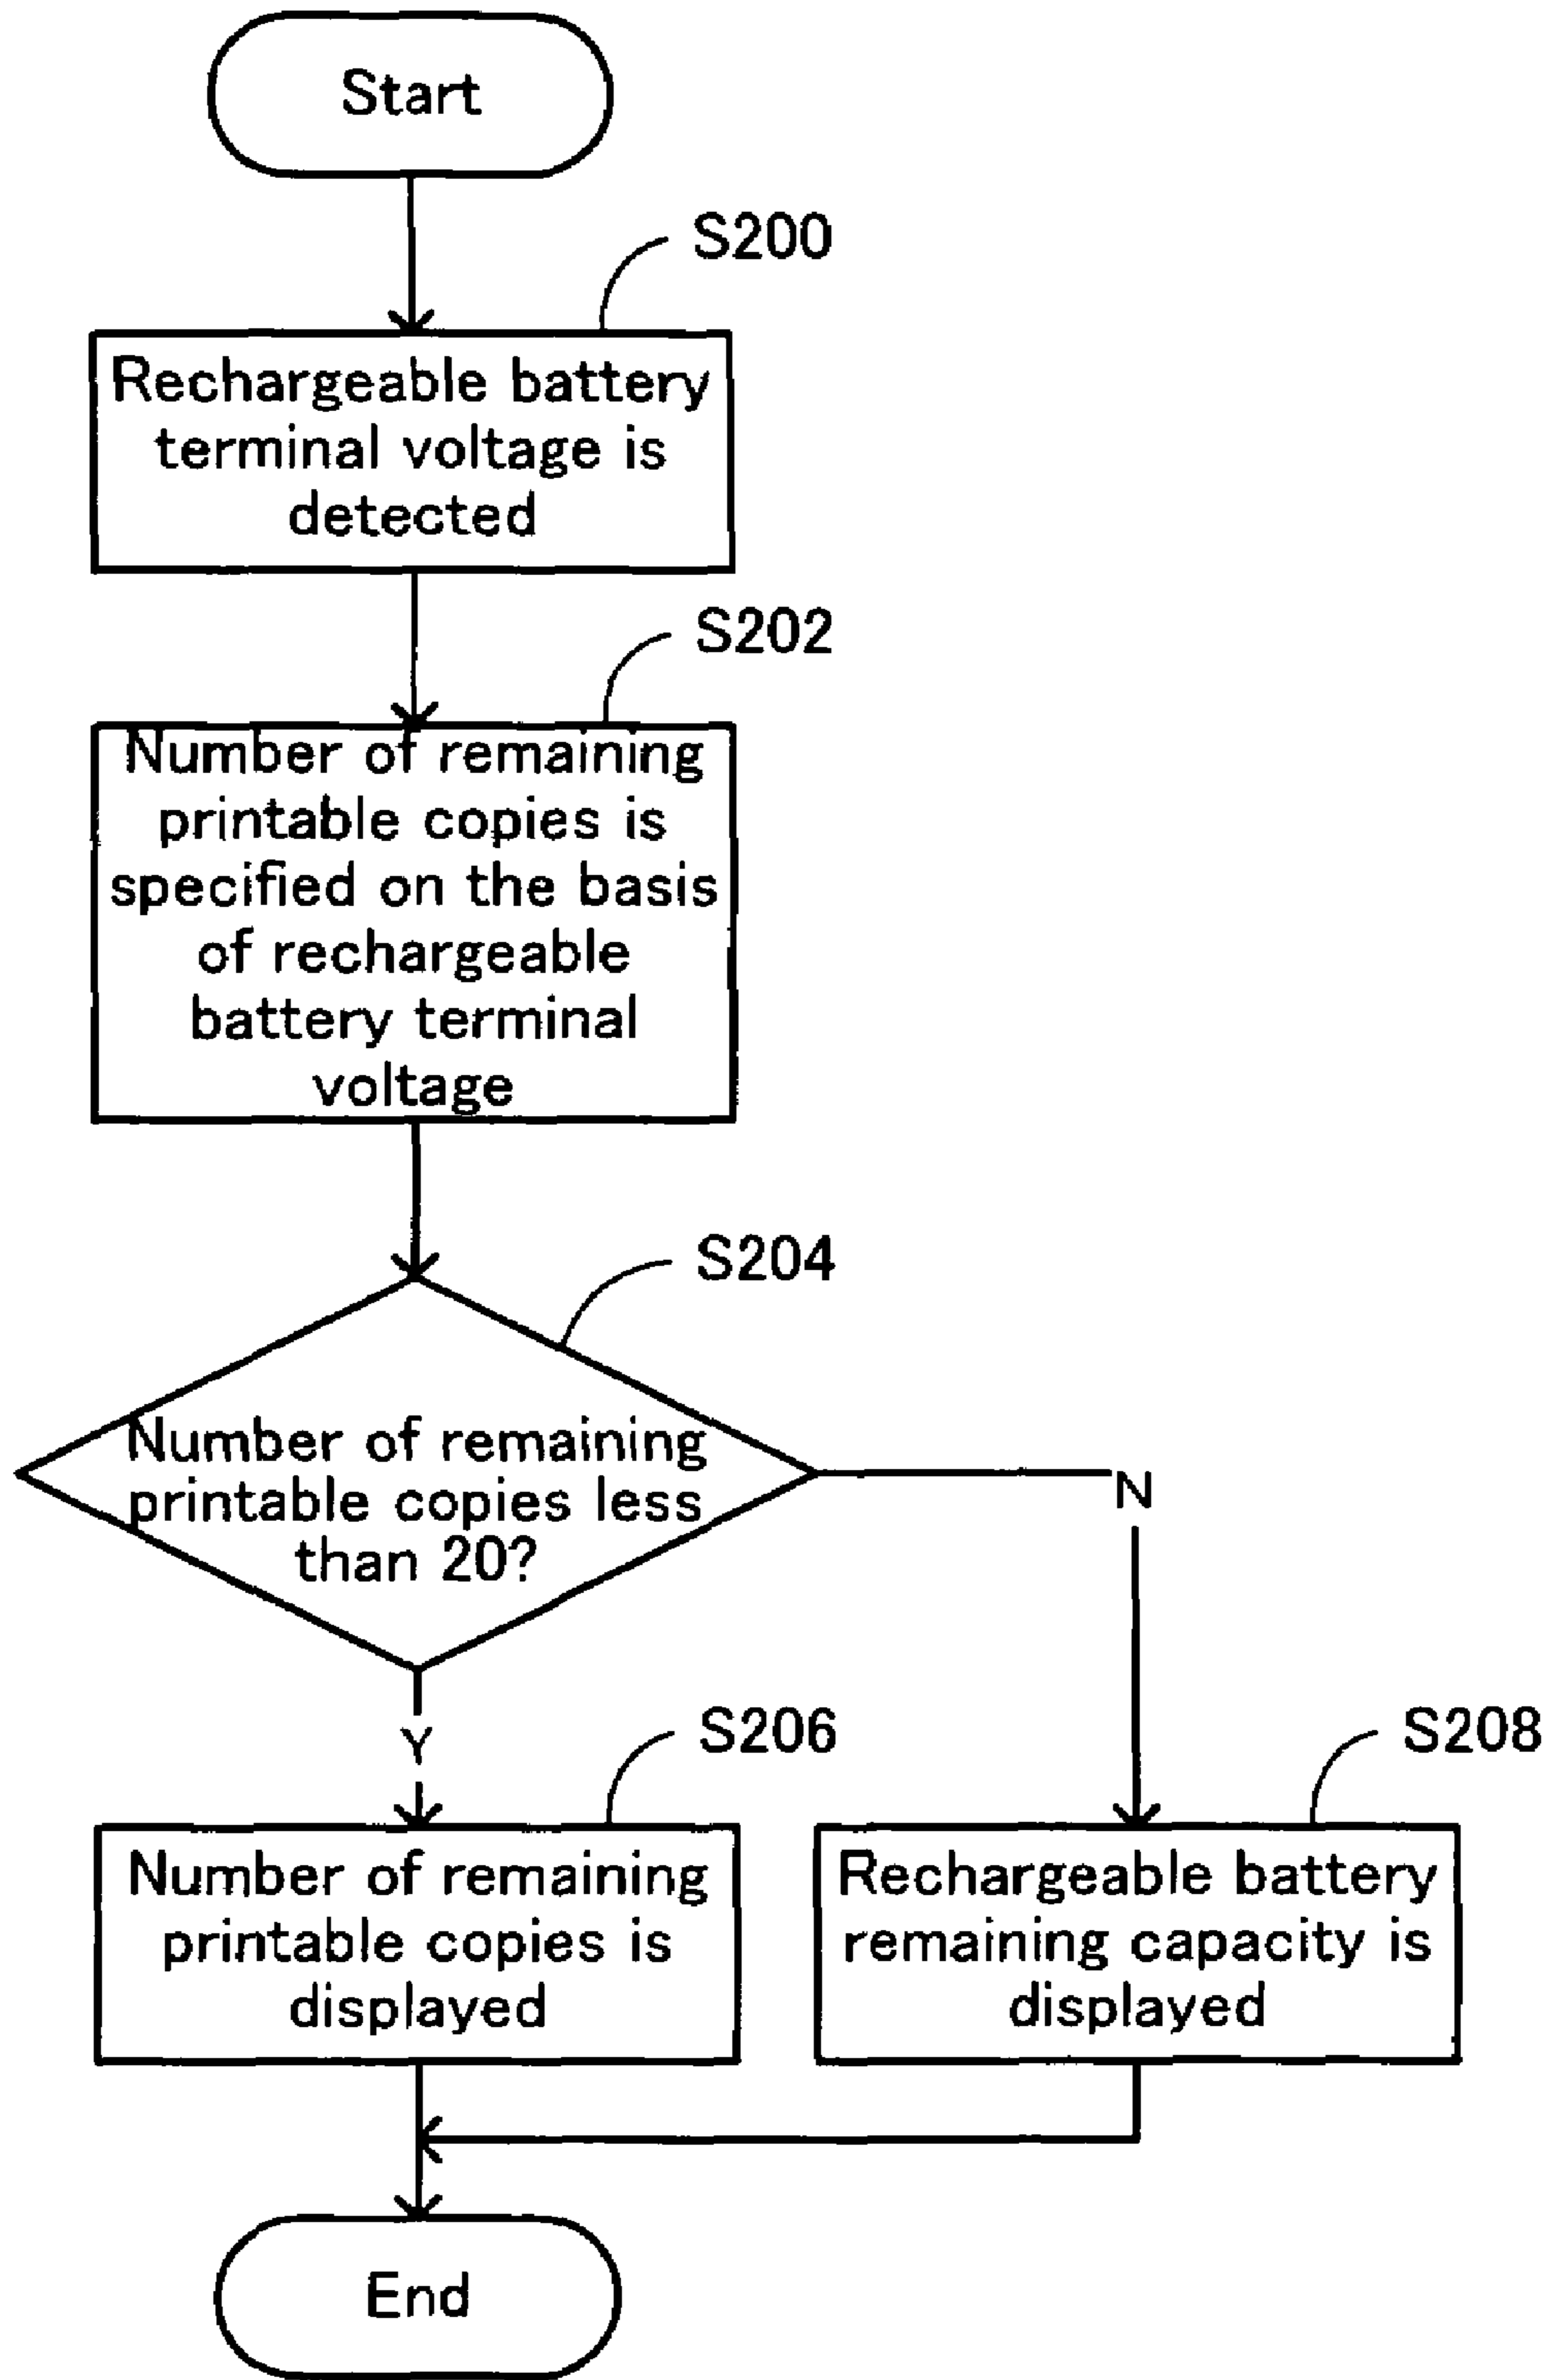 Start
S200
Rechargeable battery
terminal voltage is
detected
S202
Number of remaining
printable copies is
specified on the basis
of rechargeable
battery terminal
voltage
S204
Number of remaining
printable copies less
than 20?
N
Y
S206
Number of remaining
printable copies is
displayed
S208
Rechargeable battery
remaining capacity is
displayed
End